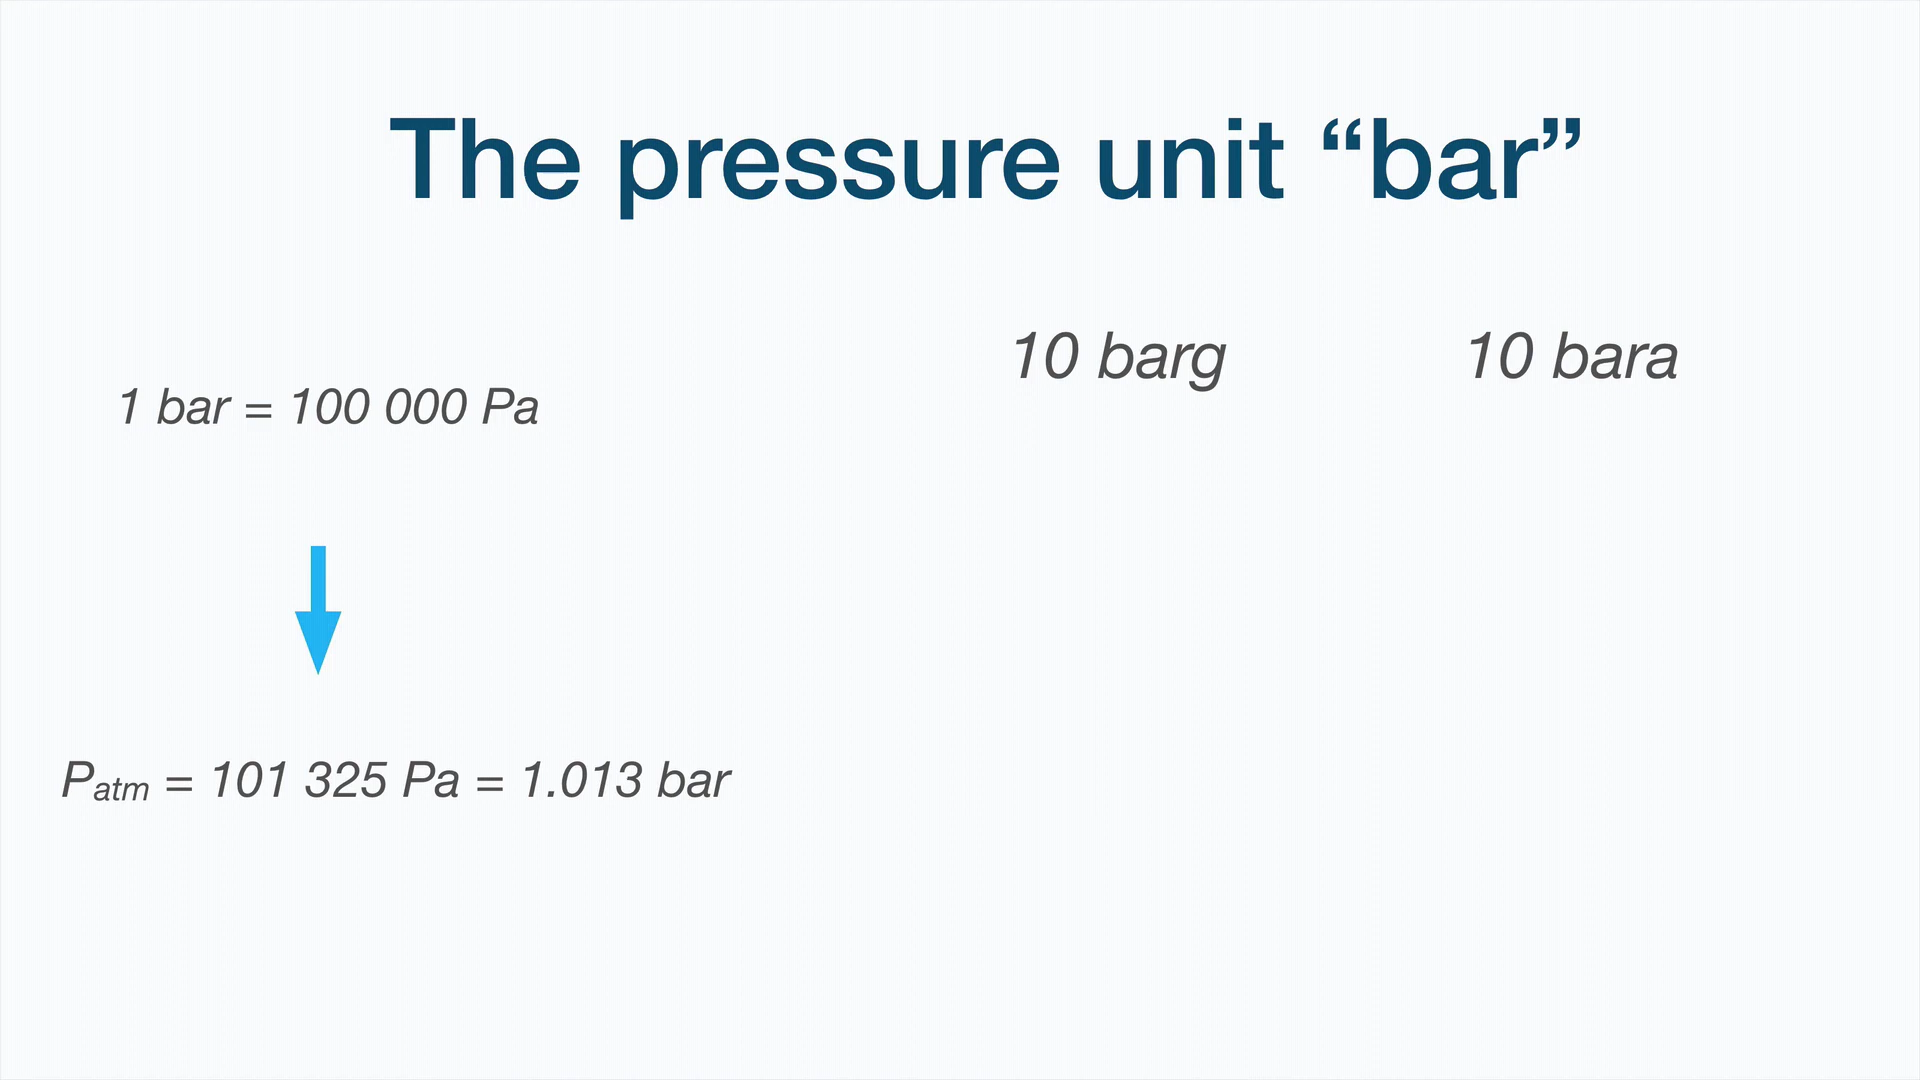 The pressure unit “bar”
10 barg 10 bara
1 bar = 100 000 Pa
Patm = 101 325 Pa = 1.013 bar